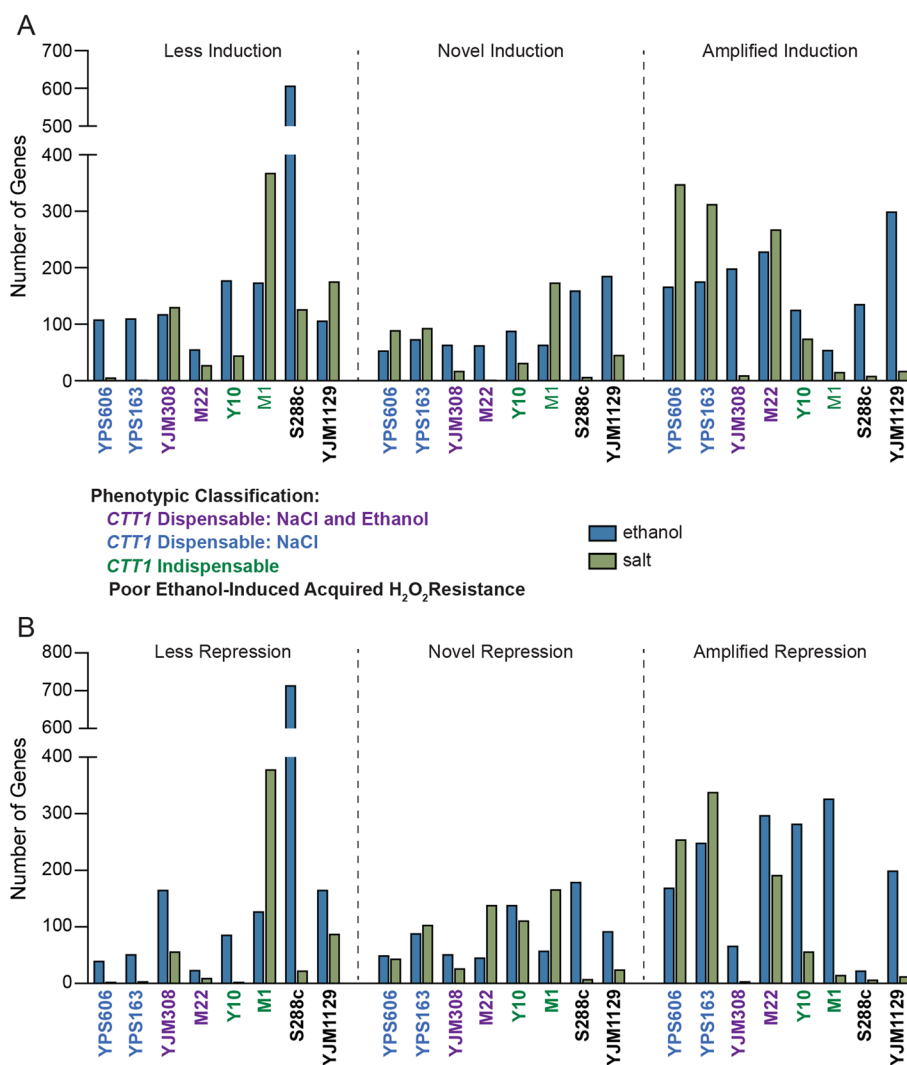 A
Less Induction
Novel Induction
Amplified Induction
Number of Genes
700
600
500
400
300
200
100
0
YPS606
YPS163
YJM308
M22
Y10
M1
S288c
YJM1129
YPS606
YPS163
YJM308
M22
Y10
M1
S288c
YJM1129
YPS606
YPS163
YJM308
M22
Y10
M1
S288c
YJM1129
Phenotypic Classification:
CTT1 Dispensable: NaCl and Ethanol
CTT1 Dispensable: NaCl
CTT1 Indispensable
Poor Ethanol-Induced Acquired H₂O₂Resistance
ethanol
salt
B
Less Repression
Novel Repression
Amplified Repression
Number of Genes
800
700
600
400
300
200
100
0
YPS606
YPS163
YJM308
M22
Y10
M1
S288c
YJM1129
YPS606
YPS163
YJM308
M22
Y10
M1
S288c
YJM1129
YPS606
YPS163
YJM308
M22
Y10
M1
S288c
YJM1129